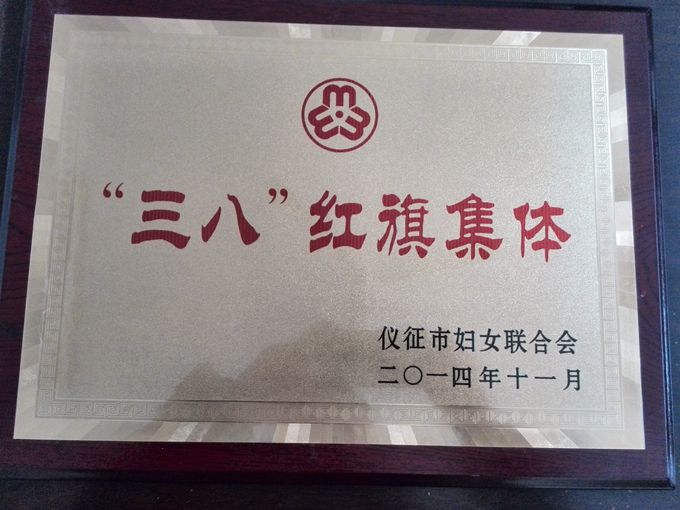 “三八”红旗集体
仪征市妇女联合会
二〇一四年十一月